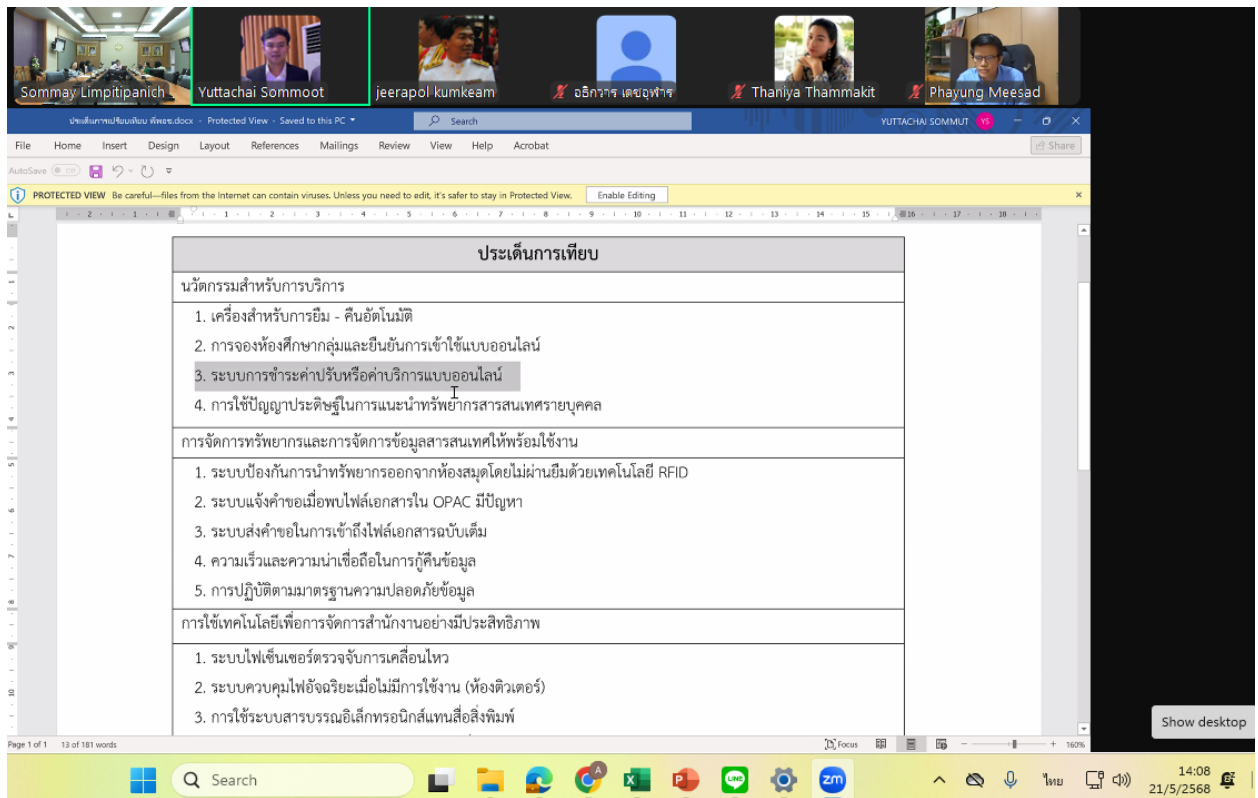 Sommay Limpitipanich
Yuttachai Sommoot
jeerapol kumkeam
อธิการ เดชอุฬาร
Thaniya Thammakit
Phayung Meesad
ประเด็นการเปรียบเทียบ ศัพอช.docx - Protected View - Saved to this PC
Search
YUTTACHAI SOMMUT
YS
File Home Insert Design Layout References Mailings Review View Help Acrobat
Share
AutoSave Off
PROTECTED VIEW Be careful—files from the Internet can contain viruses. Unless you need to edit, it's safer to stay in Protected View.
Enable Editing
ประเด็นการเทียบ
นวัตกรรมสำหรับการบริการ
1. เครื่องสำหรับการยืม - คืนอัตโนมัติ
2. การจองห้องศึกษากลุ่มและยืนยันการเข้าใช้แบบออนไลน์
3. ระบบการชำระค่าปรับหรือค่าบริการแบบออนไลน์
4. การใช้ปัญญาประดิษฐ์ในการแนะนำทรัพยากรสารสนเทศรายบุคคล
การจัดการทรัพยากรและการจัดการข้อมูลสารสนเทศให้พร้อมใช้งาน
1. ระบบป้องกันการนำทรัพยากรออกจากห้องสมุดโดยไม่ผ่านยืมด้วยเทคโนโลยี RFID
2. ระบบแจ้งคำขอเมื่อพบไฟล์เอกสารใน OPAC มีปัญหา
3. ระบบส่งคำขอในการเข้าถึงไฟล์เอกสารฉบับเต็ม
4. ความเร็วและความน่าเชื่อถือในการกู้คืนข้อมูล
5. การปฏิบัติตามมาตรฐานความปลอดภัยข้อมูล
การใช้เทคโนโลยีเพื่อการจัดการสำนักงานอย่างมีประสิทธิภาพ
1. ระบบไฟเซ็นเซอร์ตรวจจับการเคลื่อนไหว
2. ระบบควบคุมไฟอัจฉริยะเมื่อไม่มีการใช้งาน (ห้องติวเตอร์)
3. การใช้ระบบสารบรรณอิเล็กทรอนิกส์แทนสื่อสิ่งพิมพ์
Show desktop
Page 1 of 1 13 of 181 words
Focus
160%
Search
LINE
zm
ไทย
14:08
21/5/2568